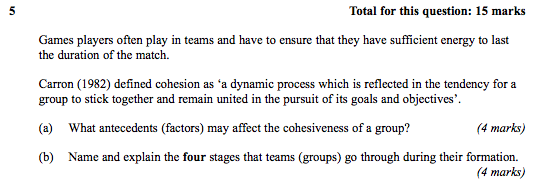 5 Total for this question: 15 marks
Games players often play in teams and have to ensure that they have sufficient energy to last
the duration of the match.
Carron (1982) defined cohesion as ‘a dynamic process which is reflected in the tendency for a
group to stick together and remain united in the pursuit of its goals and objectives’.
(a) What antecedents (factors) may affect the cohesiveness of a group? (4 marks)
(b) Name and explain the four stages that teams (groups) go through during their formation.
(4 marks)